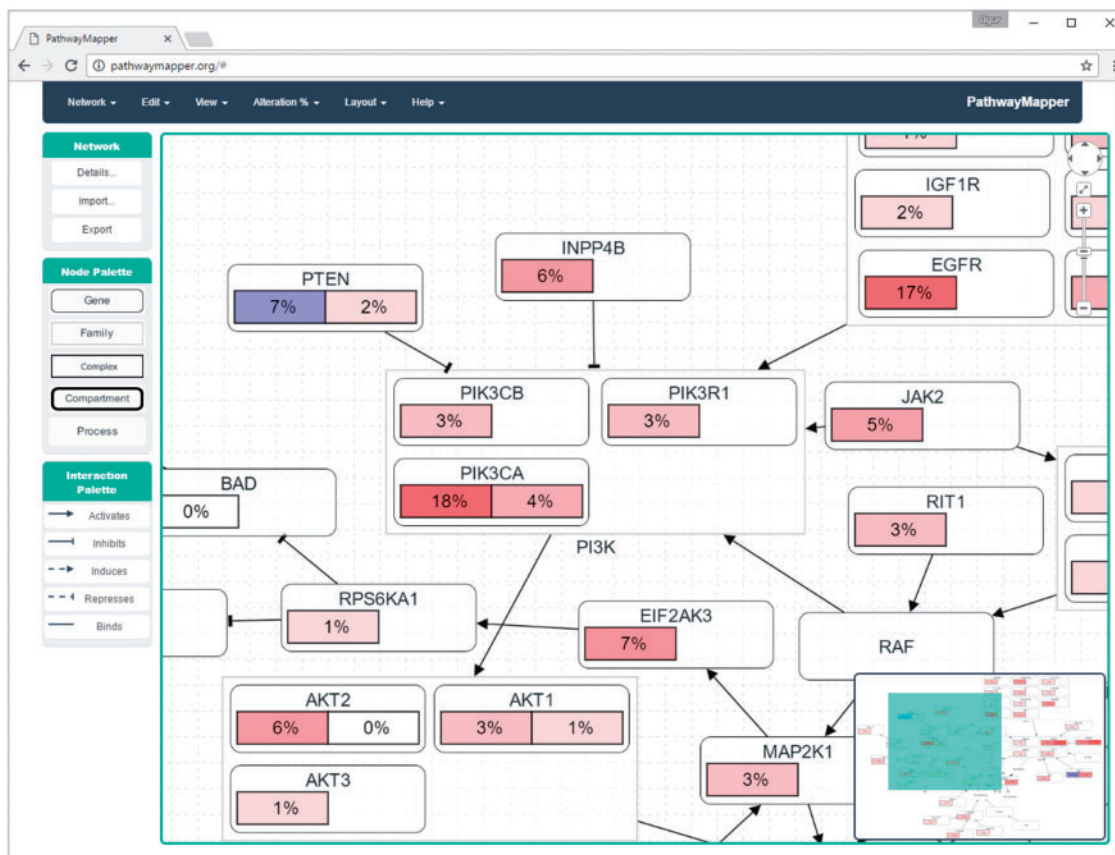 Ugur
PathwayMapper
pathwaymapper.org/#
Network Edit View Alteration % Layout Help PathwayMapper
Network
Details...
Import...
Export
Node Palette
Gene
Family
Complex
Compartment
Process
Interaction
Palette
Activates
Inhibits
Induces
Represses
Binds
IGF1R
2%
INPP4B
6%
EGFR
17%
PTEN
7% 2%
PIK3CB
3%
PIK3R1
3%
JAK2
5%
PIK3CA
18% 4%
PI3K
BAD
0%
RIT1
3%
RPS6KA1
1%
EIF2AK3
7%
RAF
AKT2
6% 0%
AKT1
3% 1%
MAP2K1
3%
AKT3
1%